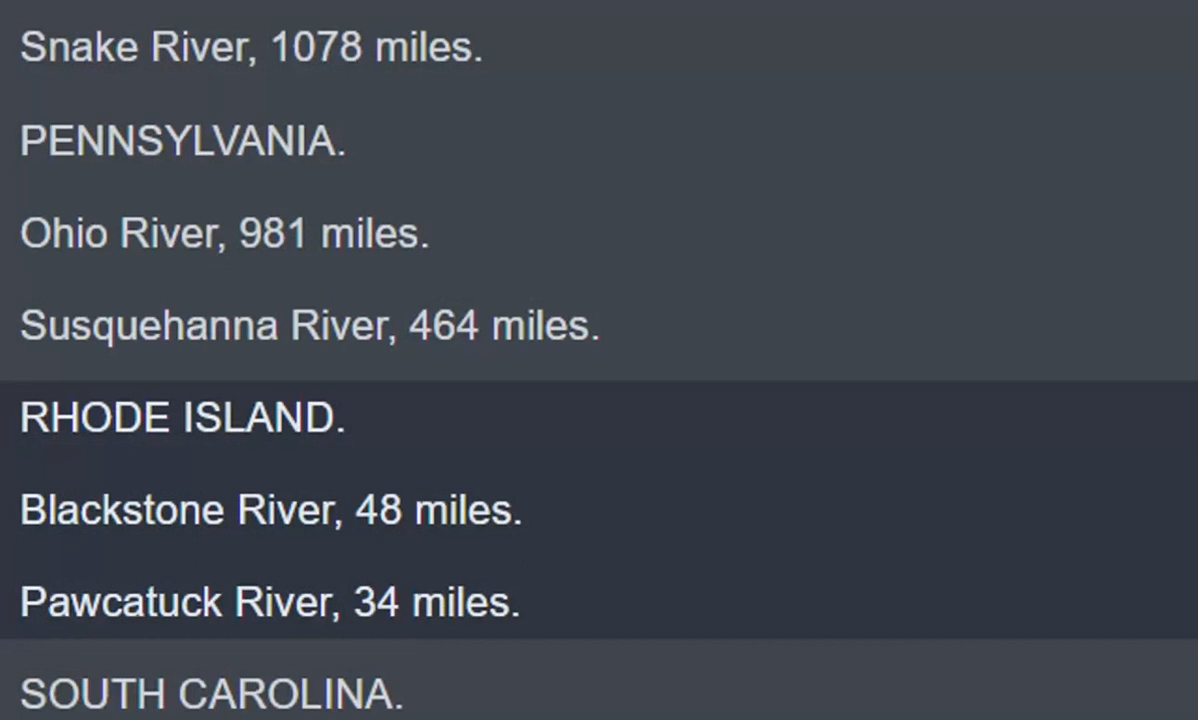 Snake River, 1078 miles.
PENNSYLVANIA.
Ohio River, 981 miles.
Susquehanna River, 464 miles.
RHODE ISLAND.
Blackstone River, 48 miles.
Pawcatuck River, 34 miles.
SOUTH CAROLINA.